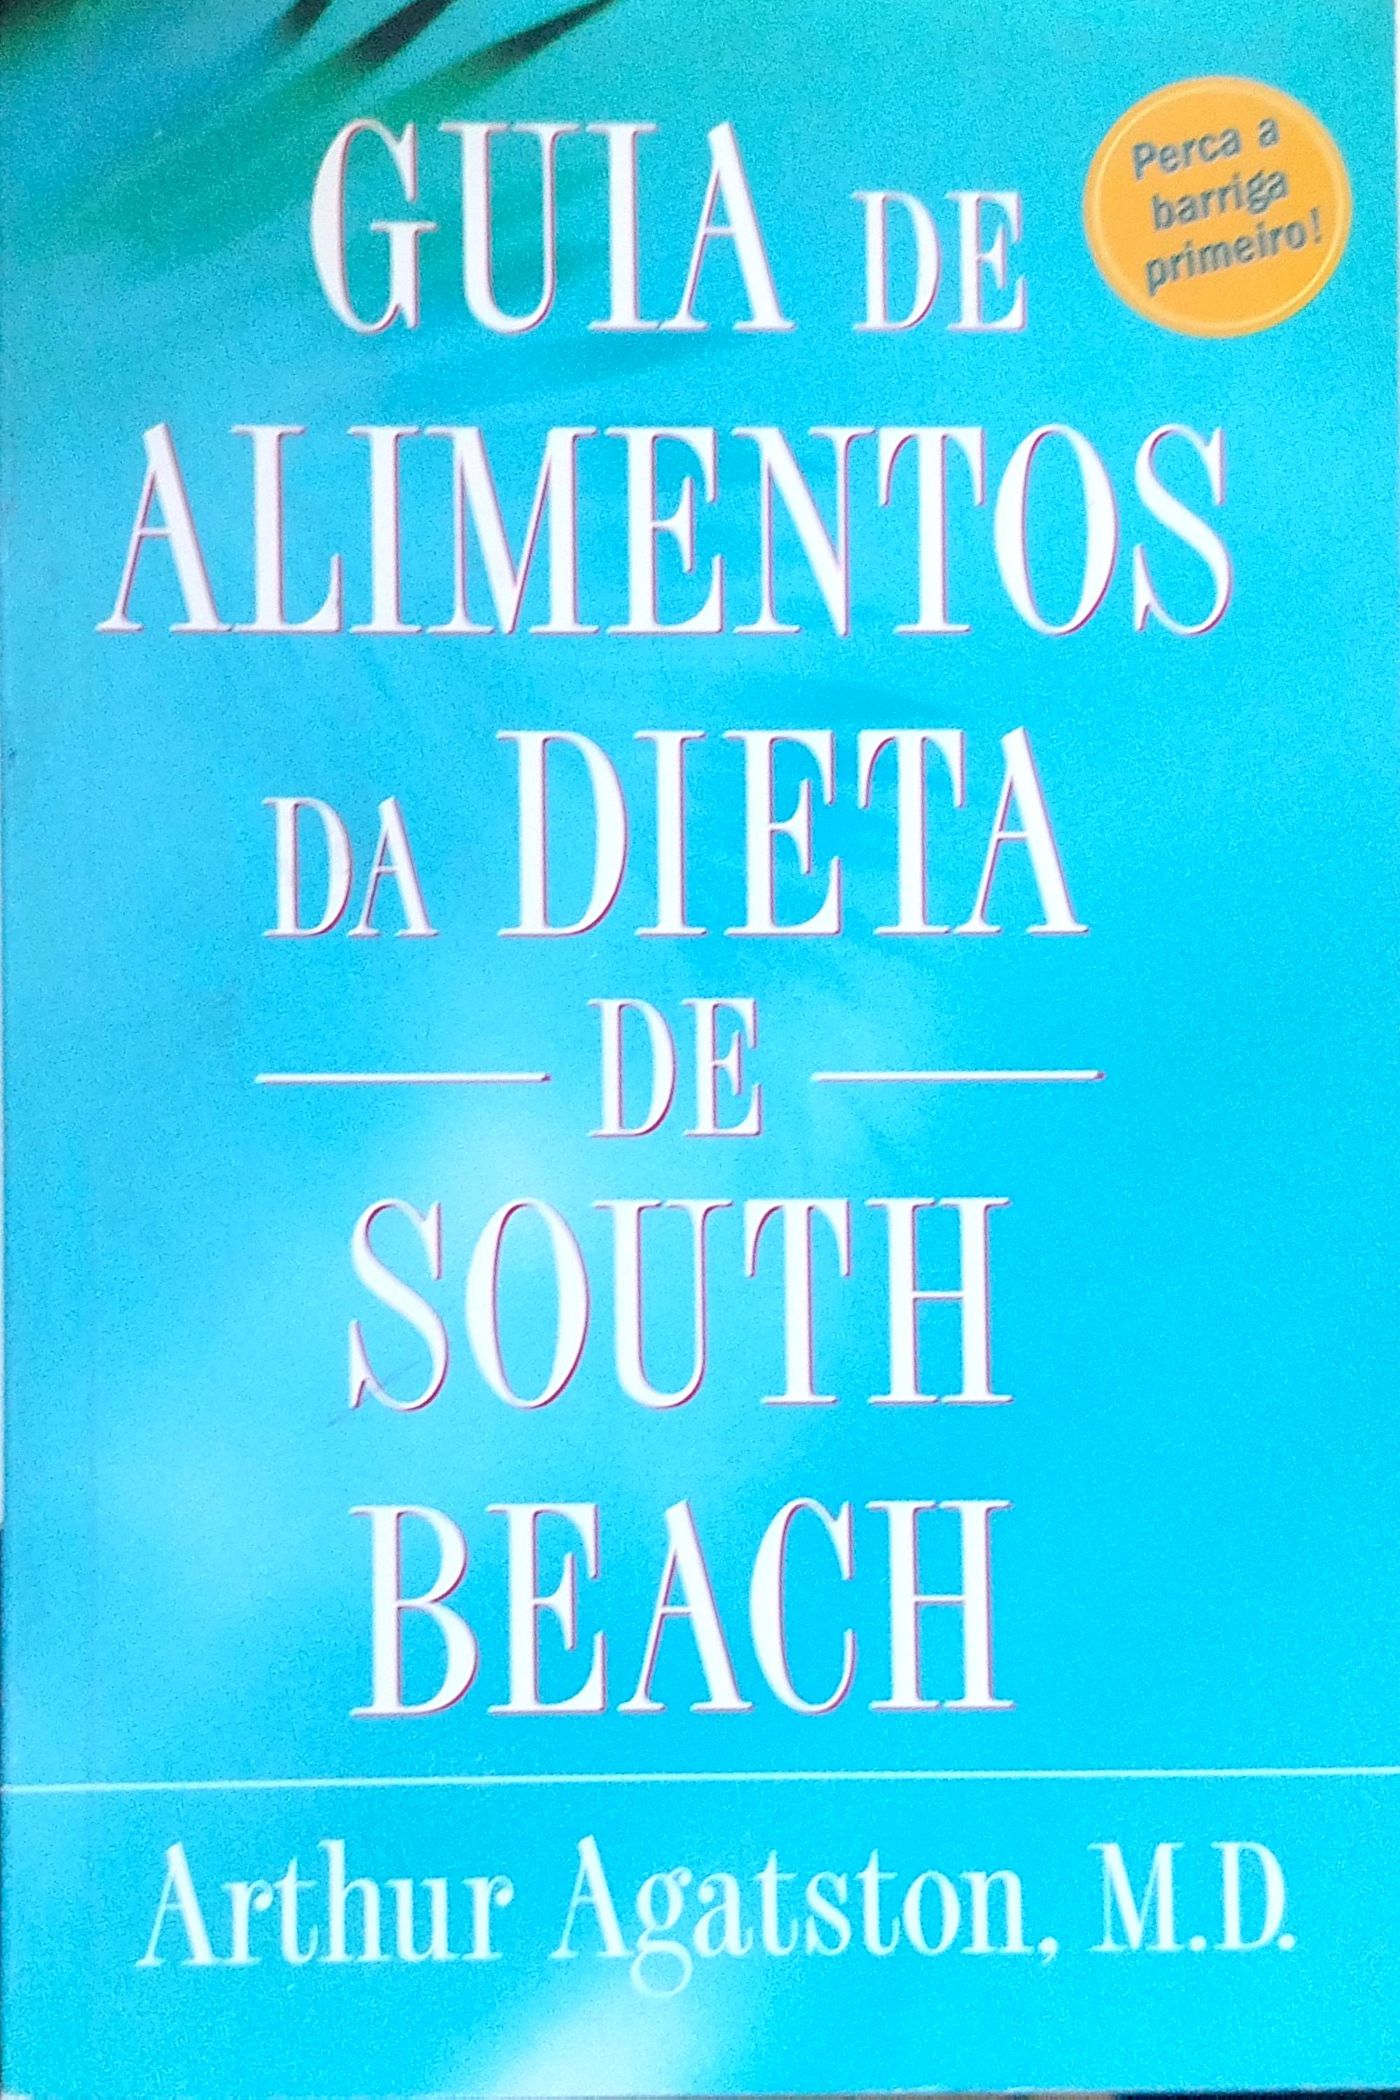 GUIA DE
Perca a
barriga
primeiro!
ALIMENTOS
DA DIETA
DE
SOUTH
BEACH
Arthur Agatston, M.D.